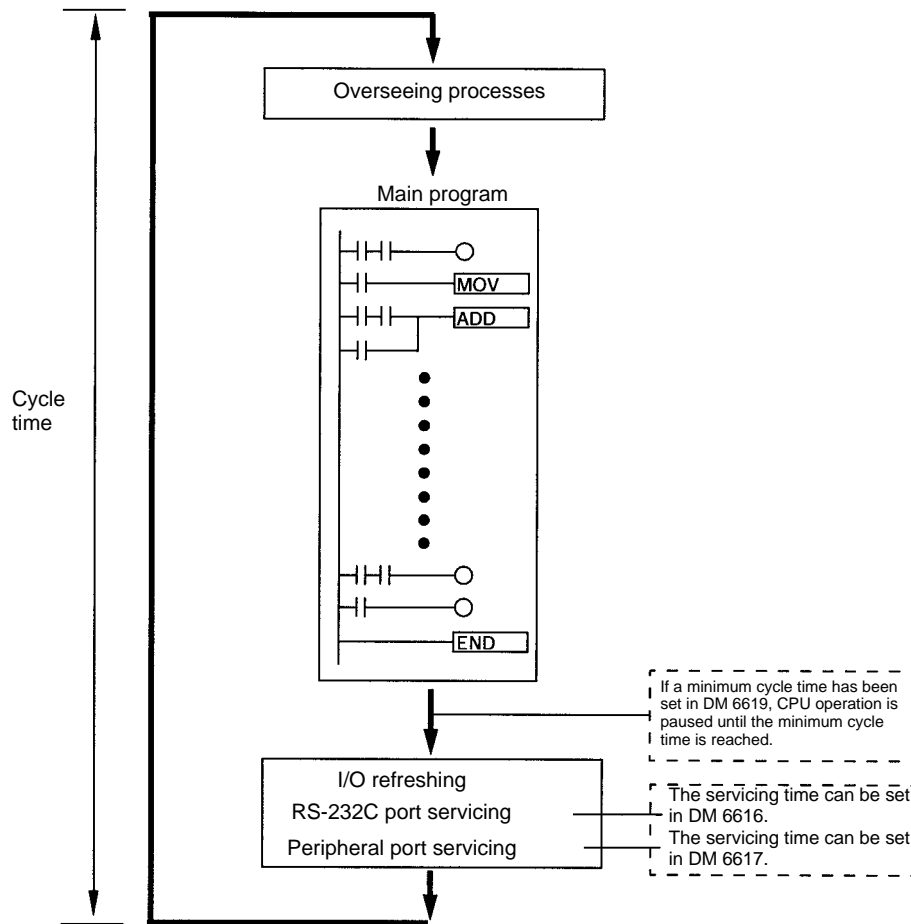 Overseeing processes
Main program
MOV
ADD
Cycle
time
END
If a minimum cycle time has been
set in DM 6619, CPU operation is
paused until the minimum cycle
time is reached.
I/O refreshing
RS-232C port servicing
Peripheral port servicing
The servicing time can be set
in DM 6616.
The servicing time can be set
in DM 6617.